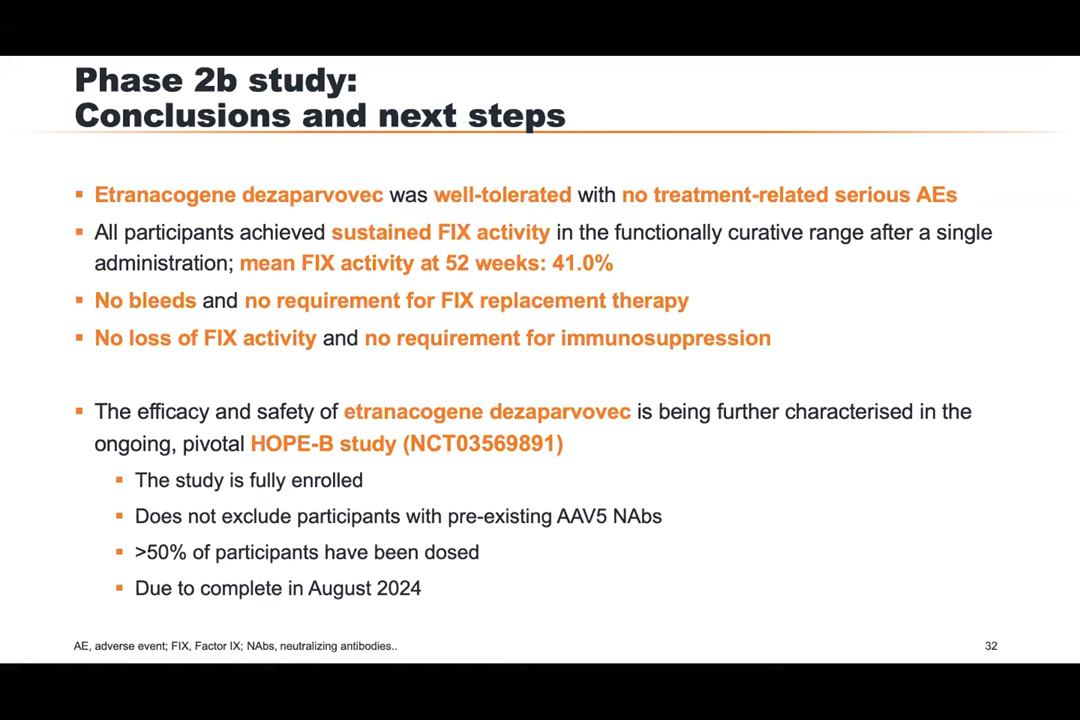 Phase 2b study:
Conclusions and next steps
▪ Etranacogene dezaparvovec was well-tolerated with no treatment-related serious AEs
▪ All participants achieved sustained FIX activity in the functionally curative range after a single
administration; mean FIX activity at 52 weeks: 41.0%
▪ No bleeds and no requirement for FIX replacement therapy
▪ No loss of FIX activity and no requirement for immunosuppression
▪ The efficacy and safety of etranacogene dezaparvovec is being further characterised in the
ongoing, pivotal HOPE-B study (NCT03569891)
▪ The study is fully enrolled
▪ Does not exclude participants with pre-existing AAV5 NAbs
▪ >50% of participants have been dosed
▪ Due to complete in August 2024
AE, adverse event; FIX, Factor IX; NAbs, neutralizing antibodies..
32